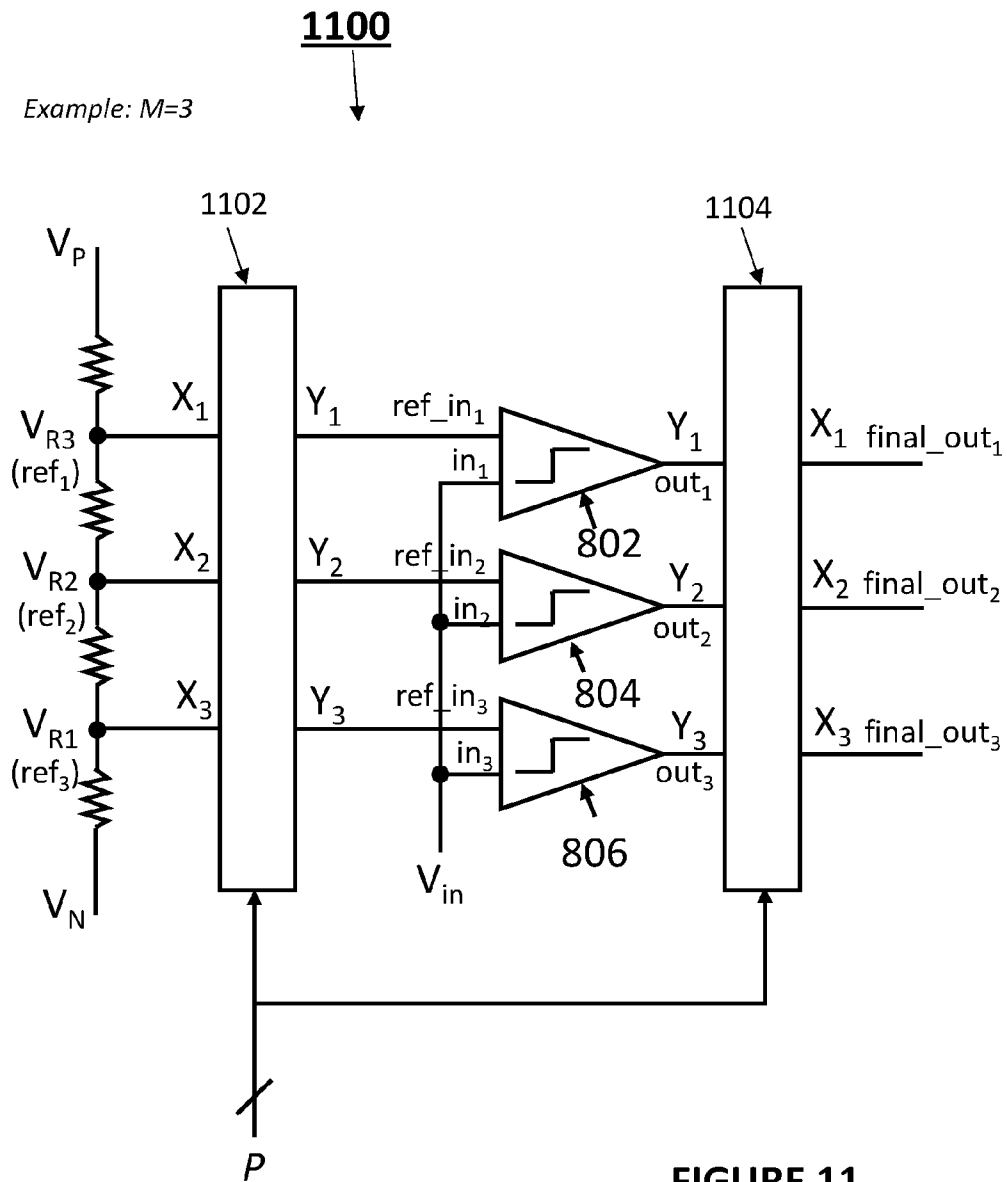 1100
Example: M=3
1102
1104
V_P
X_1
Y_1
ref_in_1
Y_1
X_1 final_out_1
V_R3
(ref_1)
in_1
out_1
802
X_2
Y_2
ref_in_2
Y_2
X_2 final_out_2
V_R2
(ref_2)
in_2
out_2
804
X_3
Y_3
ref_in_3
Y_3
X_3 final_out_3
V_R1
(ref_3)
in_3
out_3
806
V_in
V_N
P
FIGURE 11